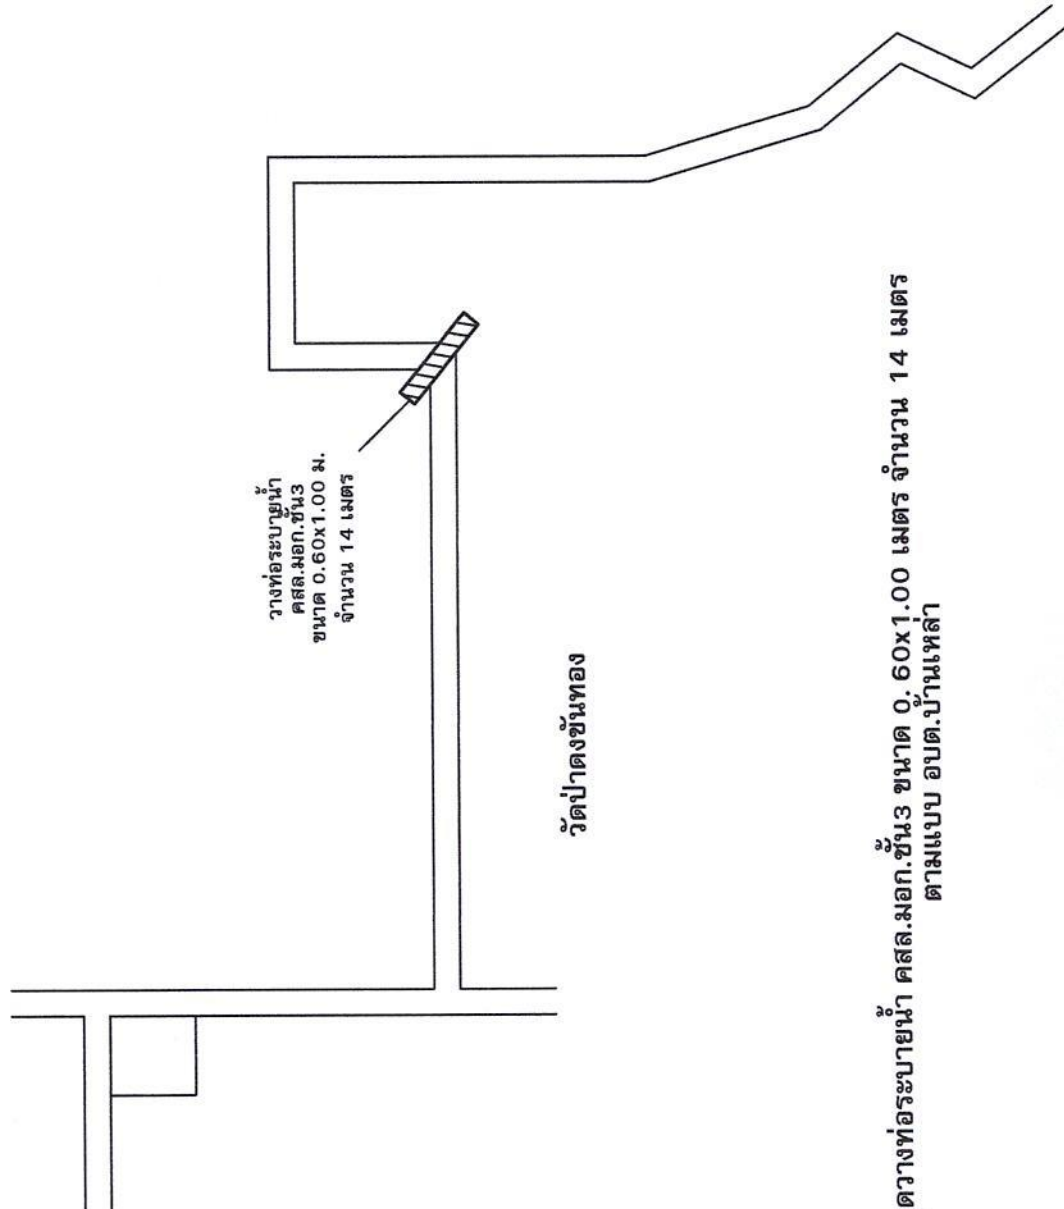 วางท่อระบายน้ำ
คสล.มอก.ชั้น3
ขนาด 0.60x1.00 ม.
จำนวน 14 เมตร
วัดป่าดงขันทอง
ดวางท่อระบายน้ำ คสล.มอก.ชั้น3 ขนาด 0.60x1.00 เมตร จำนวน 14 เมตร
ตามแบบ อบต.บ้านเหล่า